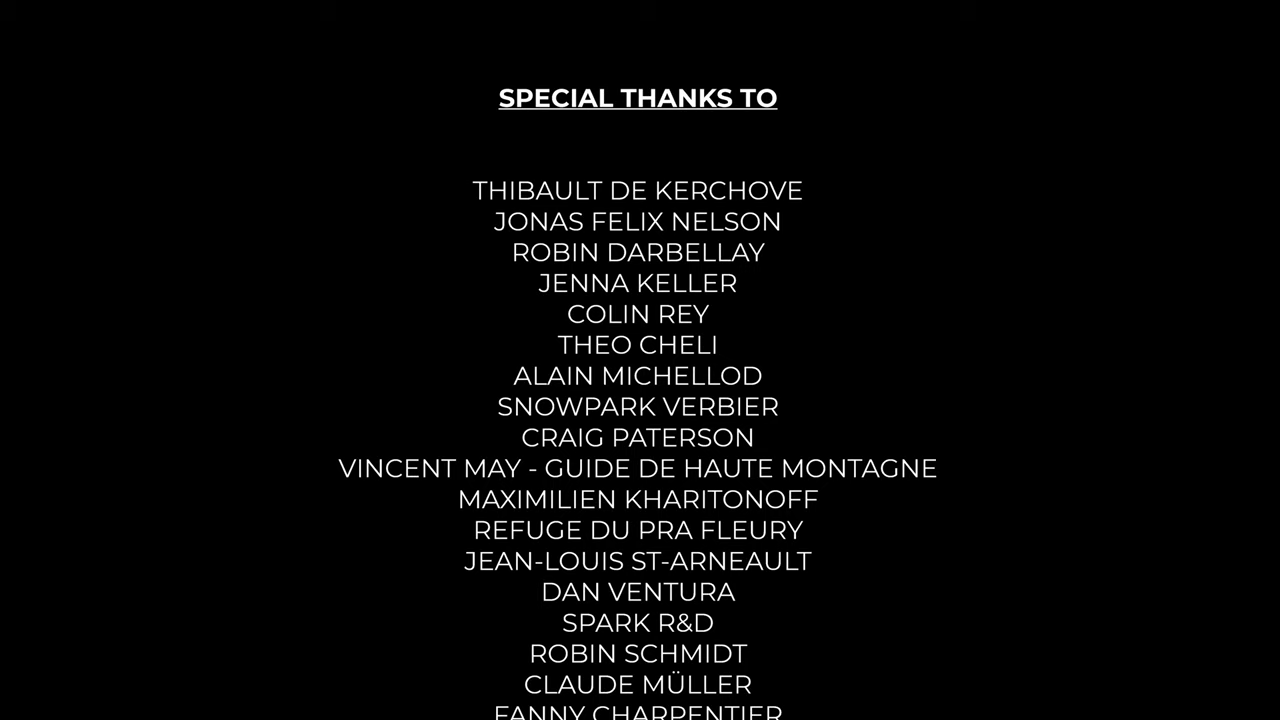 SPECIAL THANKS TO
THIBAULT DE KERCHOVE
JONAS FELIX NELSON
ROBIN DARBELLAY
JENNA KELLER
COLIN REY
THEO CHELI
ALAIN MICHELLOD
SNOWPARK VERBIER
CRAIG PATERSON
VINCENT MAY - GUIDE DE HAUTE MONTAGNE
MAXIMILIEN KHARITONOFF
REFUGE DU PRA FLEURY
JEAN-LOUIS ST-ARNEAULT
DAN VENTURA
SPARK R&D
ROBIN SCHMIDT
CLAUDE MÜLLER
FANNY CHARPENTIER